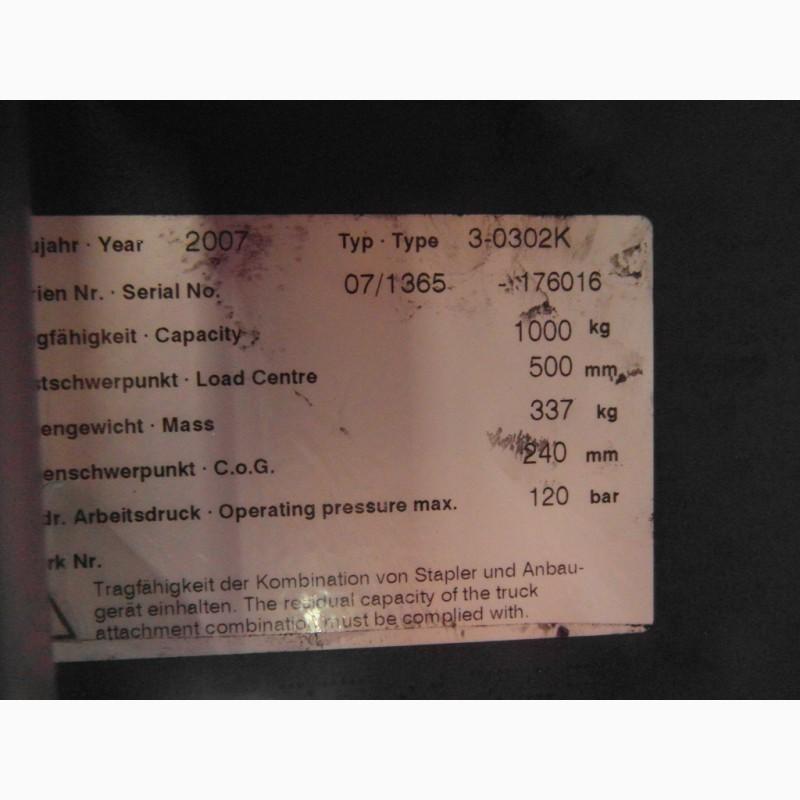 ujahr · Year 2007 Typ · Type 3-0302K
rien Nr. · Serial No. 07/1365 - 176016
gfähigkeit · Capacity 1000 kg
stschwerpunkt · Load Centre 500 mm
engewicht · Mass 337 kg
enschwerpunkt · C.o.G. 240 mm
dr. Arbeitsdruck · Operating pressure max. 120 bar
rk Nr.
Tragfähigkeit der Kombination von Stapler und Anbau-
gerät einhalten. The residual capacity of the truck
attachment combination must be complied with.